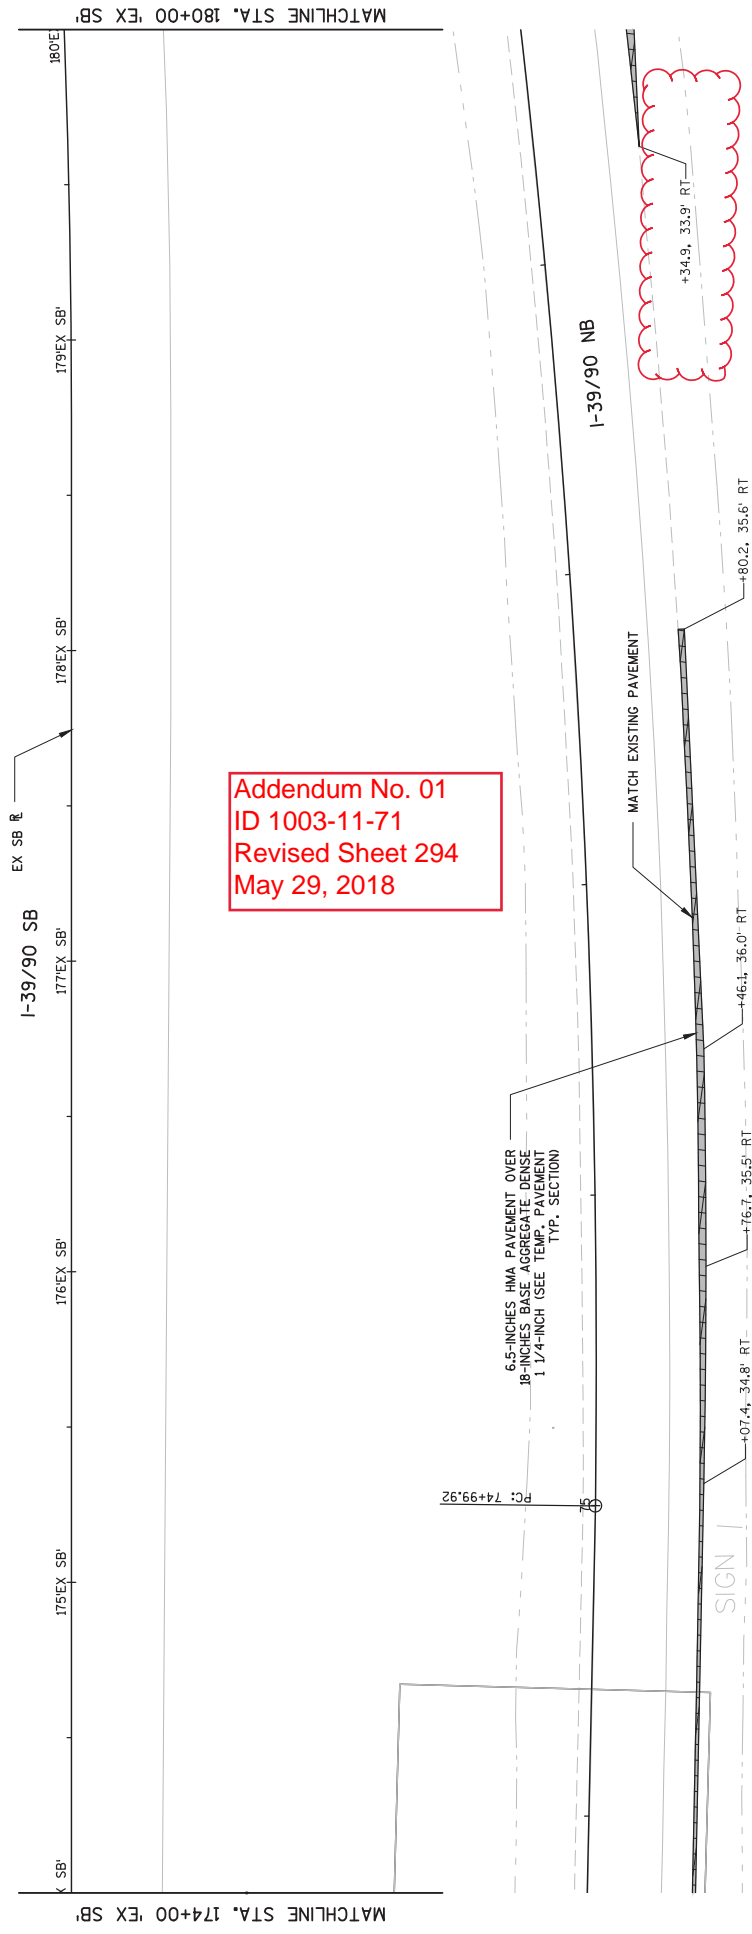 MATCHLINE STA. 180+00 'EX SB'
180'E
+34.9, 33.9' RT
179'EX SB'
I-39/90 NB
+80.2, 35.6' RT
178'EX SB'
MATCH EXISTING PAVEMENT
EX SB
Addendum No. 01
ID 1003-11-71
Revised Sheet 294
May 29, 2018
I-39/90 SB
177'EX SB'
+46.1, 36.0' RT
6.5-INCHES HMA PAVEMENT OVER
18-INCHES BASE AGGREGATE DENSE
1 1/4-INCH (SEE TEMP. PAVEMENT
TYP. SECTION)
+76.7, 35.5' RT
176'EX SB'
+07.4, 34.8' RT
PC: 74+99.92
75
175'EX SB'
SIGN
X SB'
MATCHLINE STA. 174+00 'EX SB'